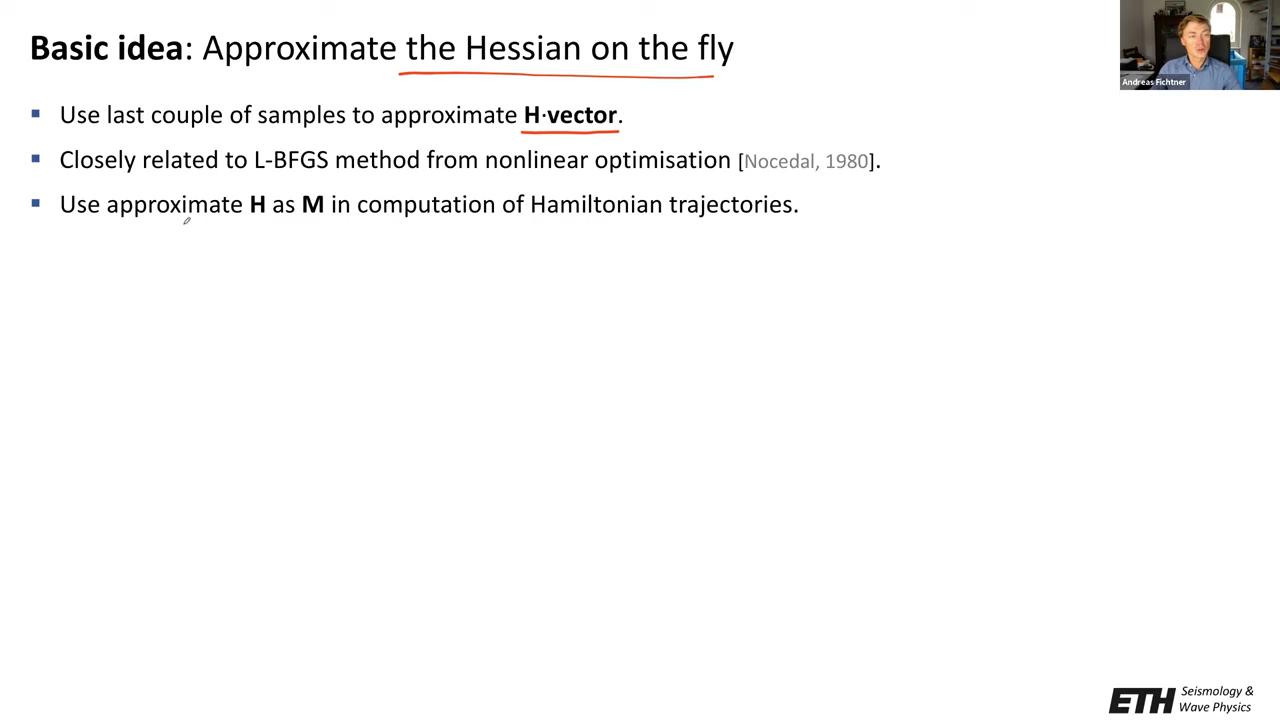 Basic idea: Approximate the Hessian on the fly
Andreas Fichtner
▪ Use last couple of samples to approximate H·vector.
▪ Closely related to L-BFGS method from nonlinear optimisation [Nocedal, 1980].
▪ Use approximate H as M in computation of Hamiltonian trajectories.
ETH Seismology &
Wave Physics